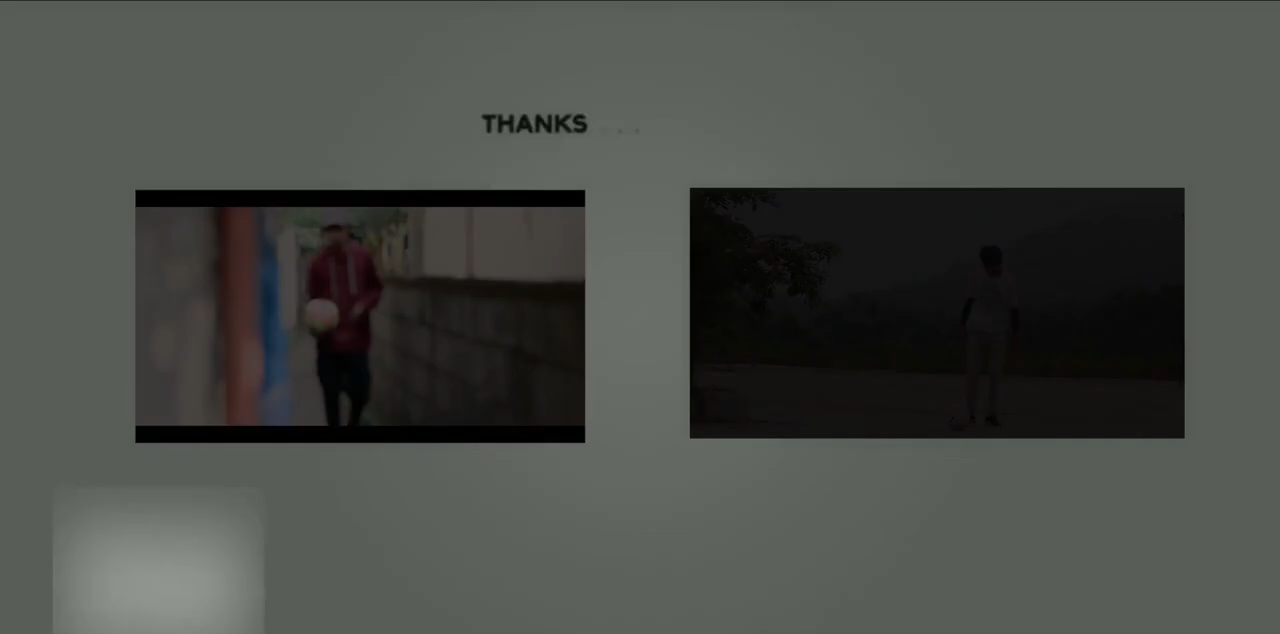 THANKS . . .